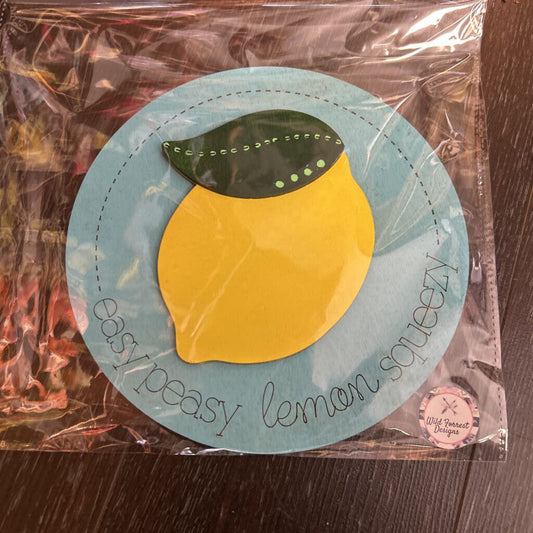 easy peasy lemon squeezy
Wild Forrest
Designs